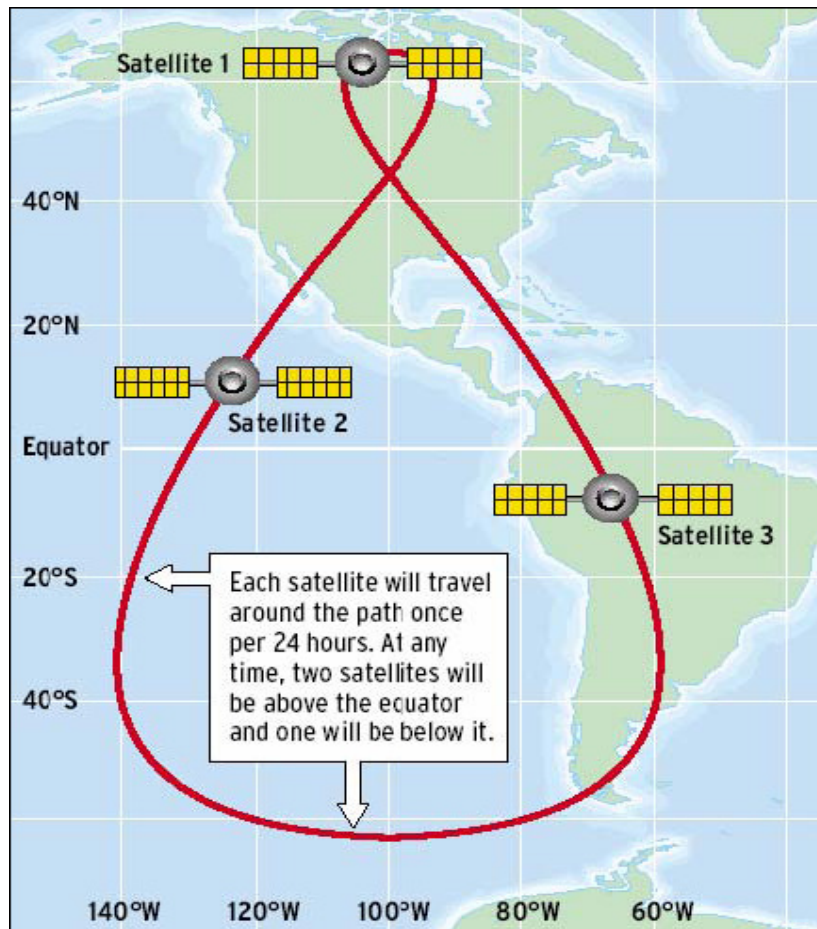 Satellite 1
40°N
20°N
Satellite 2
Equator
Satellite 3
20°S
Each satellite will travel
around the path once
per 24 hours. At any
time, two satellites will
be above the equator
and one will be below it.
40°S
140°W 120°W 100°W 80°W 60°W